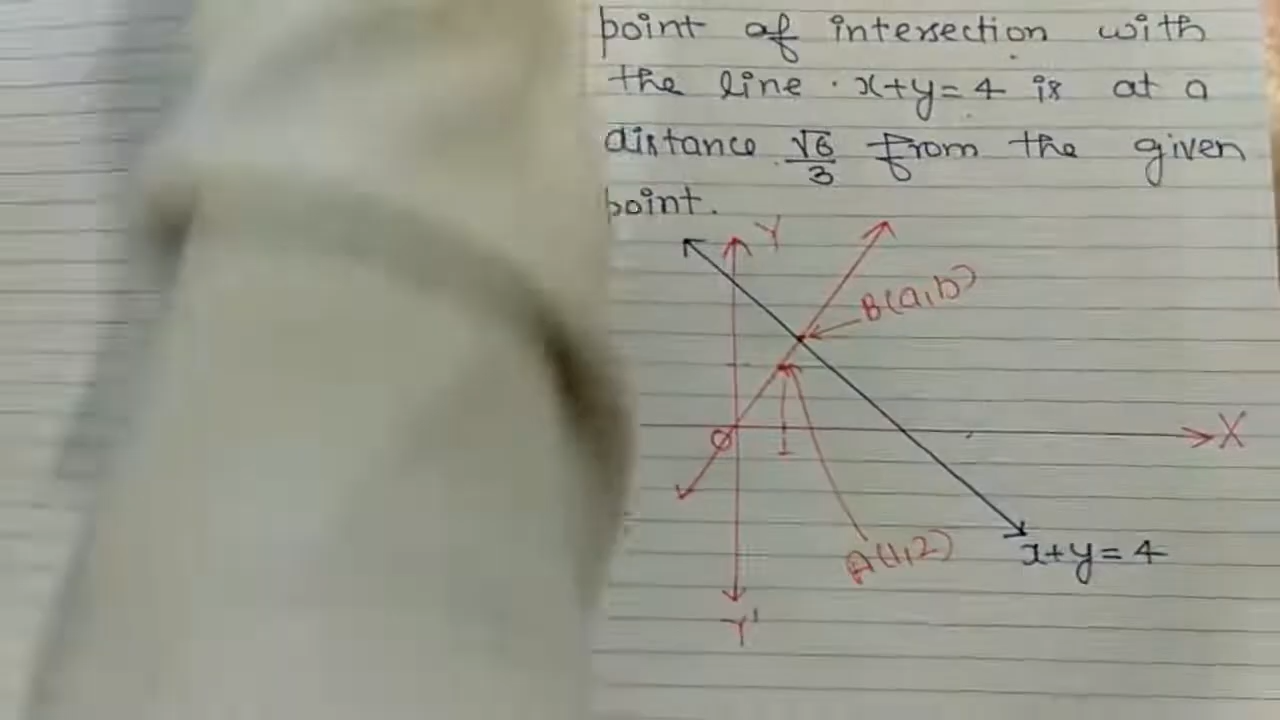 point of intersection with
the line x+y=4 is at a
distance √6/3 from the given
point.
Y
B(a,b)
X
O
1
A(1,2)
x+y=4
Y'